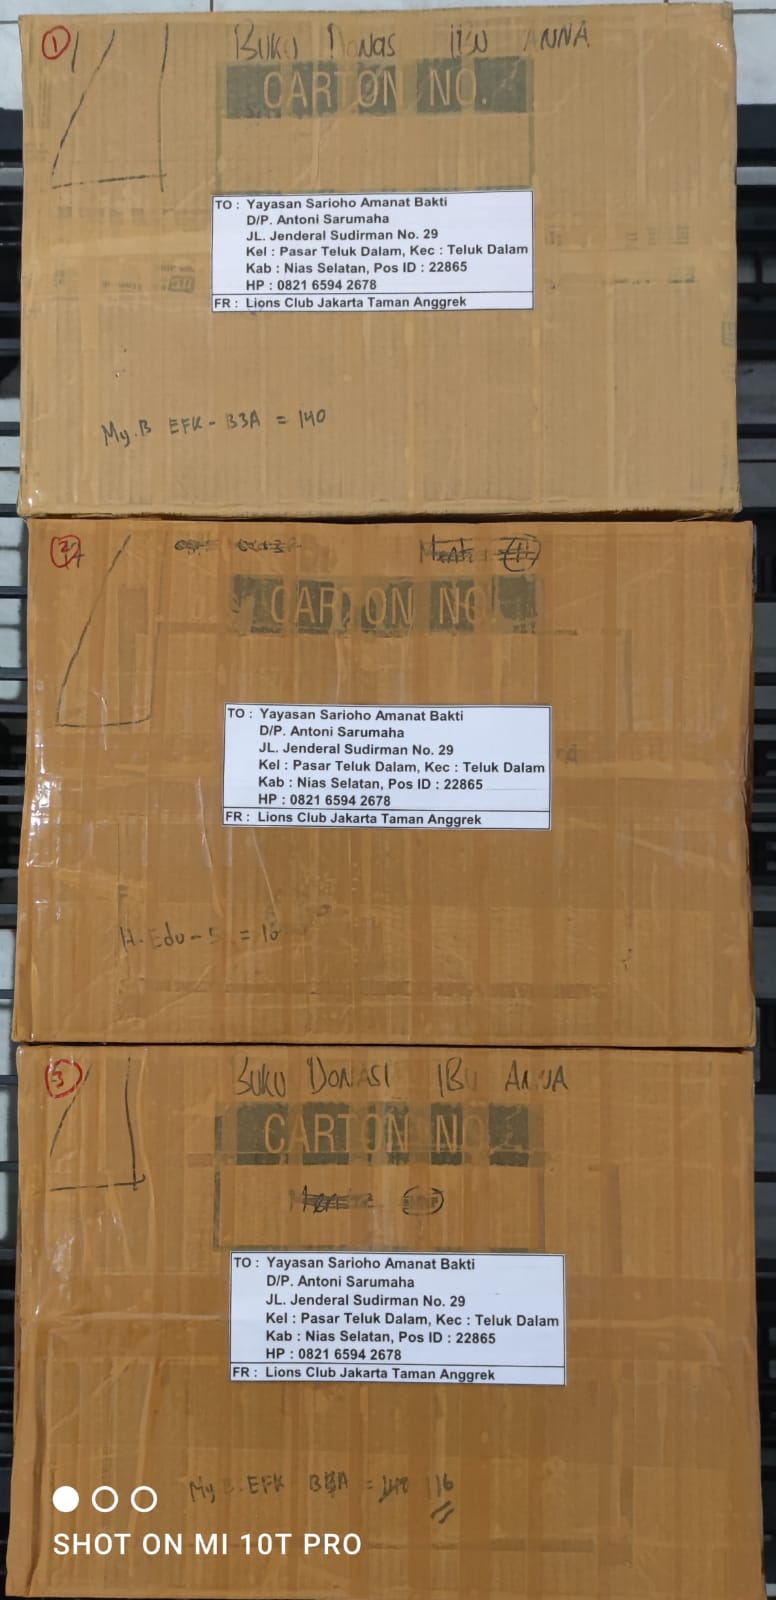 1
BUKU DONAS IBU ANNA
CARTON NO.
TO : Yayasan Sarioho Amanat Bakti
D/P. Antoni Sarumaha
JL. Jenderal Sudirman No. 29
Kel : Pasar Teluk Dalam, Kec : Teluk Dalam
Kab : Nias Selatan, Pos ID : 22865
HP : 0821 6594 2678
FR : Lions Club Jakarta Taman Anggrek
My.B EFK - B3A = 140
2
CARTON NO.
TO : Yayasan Sarioho Amanat Bakti
D/P. Antoni Sarumaha
JL. Jenderal Sudirman No. 29
Kel : Pasar Teluk Dalam, Kec : Teluk Dalam
Kab : Nias Selatan, Pos ID : 22865
HP : 0821 6594 2678
FR : Lions Club Jakarta Taman Anggrek
H. Edu -
3
BUKU DONASI IBU ANNA
CARTON NO
TO : Yayasan Sarioho Amanat Bakti
D/P. Antoni Sarumaha
JL. Jenderal Sudirman No. 29
Kel : Pasar Teluk Dalam, Kec : Teluk Dalam
Kab : Nias Selatan, Pos ID : 22865
HP : 0821 6594 2678
FR : Lions Club Jakarta Taman Anggrek
My B. EFK - B3A = 116
SHOT ON MI 10T PRO